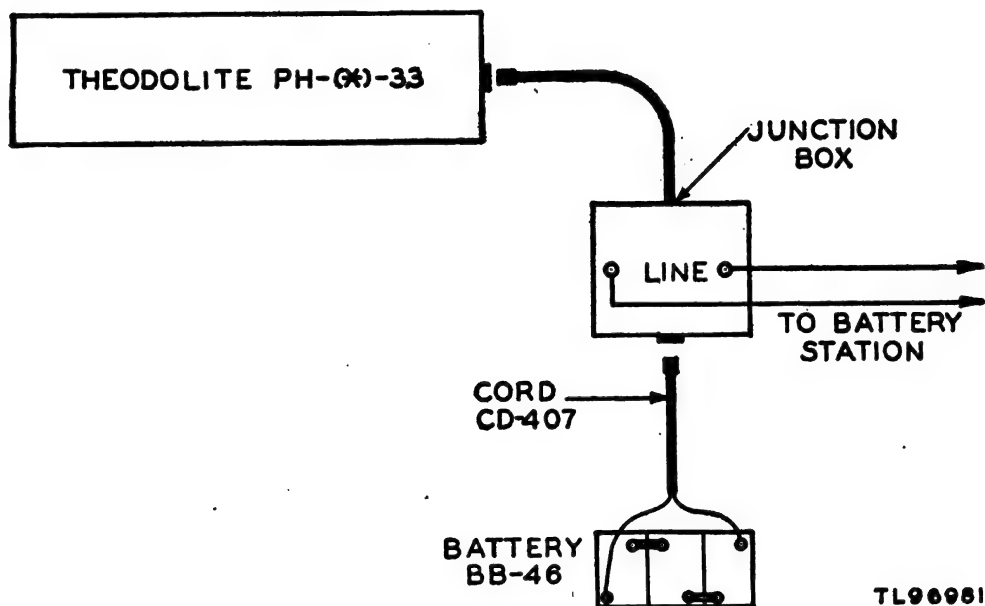 THEODOLITE PH-(*)-33
JUNCTION
BOX
LINE
TO BATTERY
STATION
CORD
CD-407
BATTERY
BB-46
TL96981